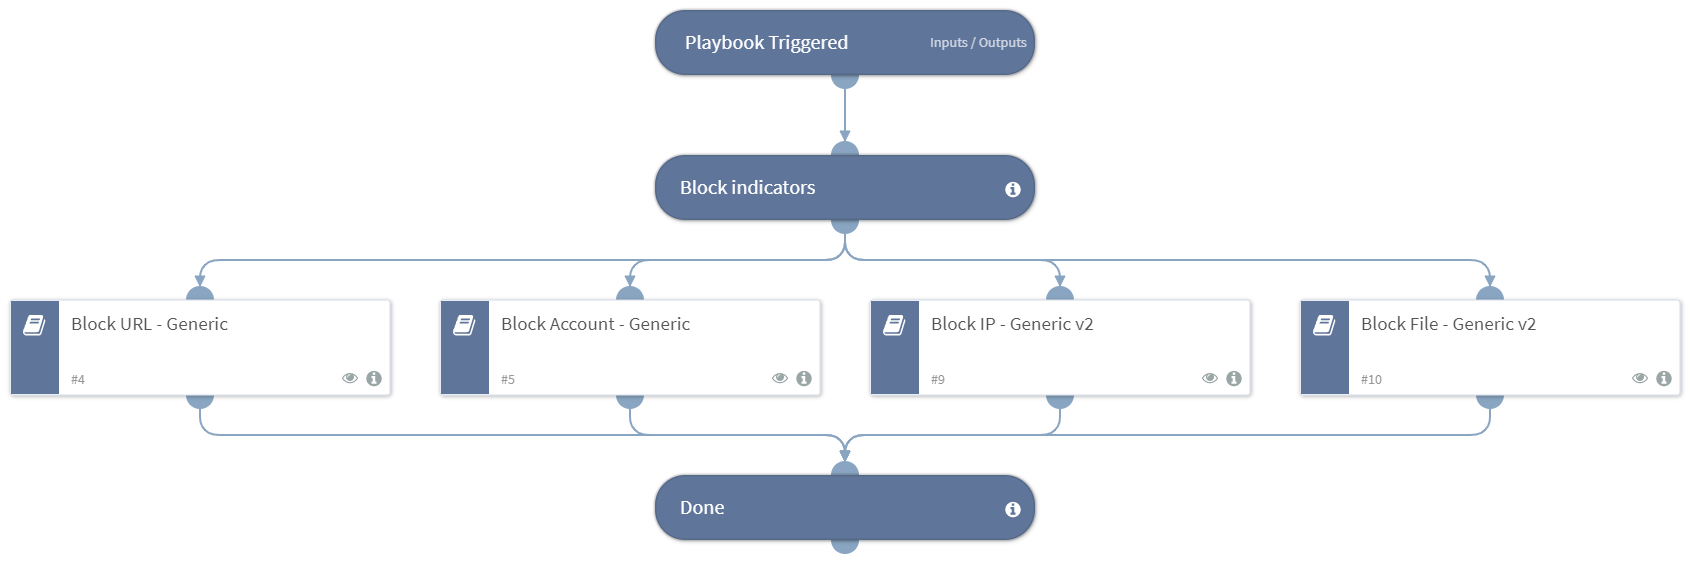 Playbook Triggered
Inputs / Outputs
Block indicators
Block URL - Generic
#4
Block Account - Generic
#5
Block IP - Generic v2
#9
Block File - Generic v2
#10
Done